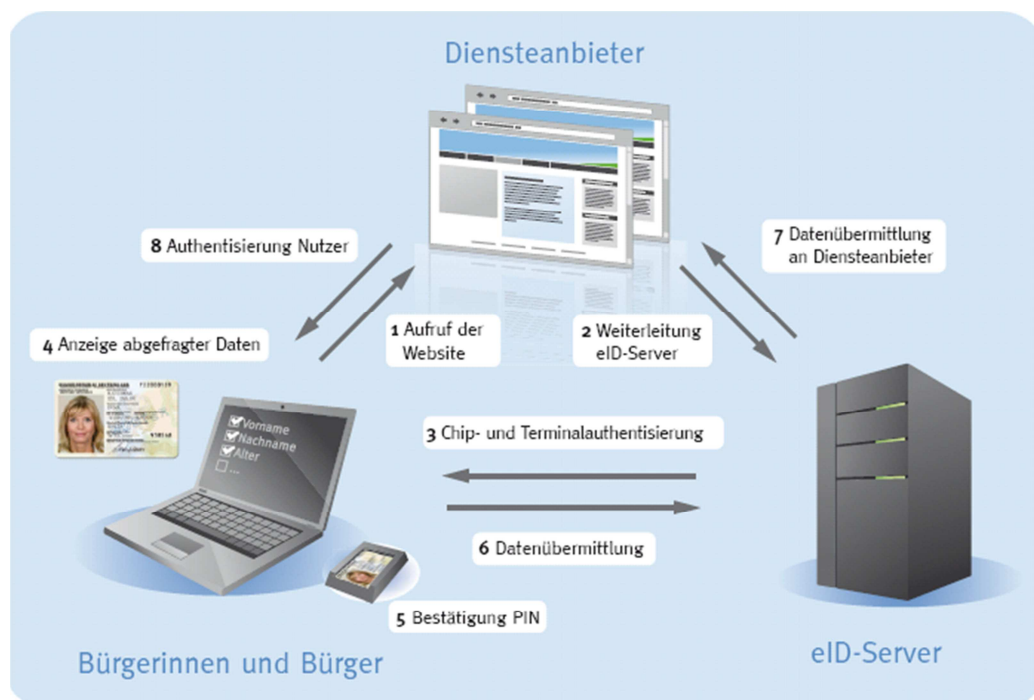 Diensteanbieter
8 Authentisierung Nutzer
7 Datenübermittlung
an Diensteanbieter
1 Aufruf der
Website
2 Weiterleitung
eID-Server
4 Anzeige abgefragter Daten
Vorname
Nachname
Alter
...
3 Chip- und Terminalauthentisierung
6 Datenübermittlung
5 Bestätigung PIN
Bürgerinnen und Bürger
eID-Server